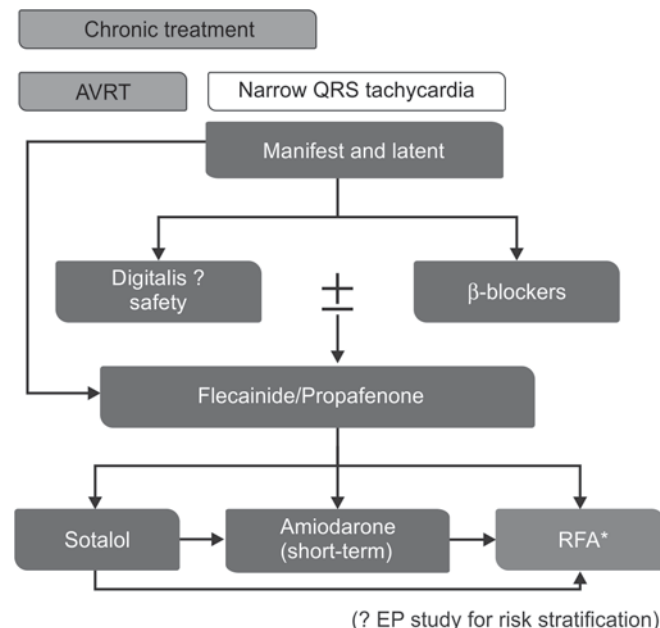 Chronic treatment
AVRT
Narrow QRS tachycardia
Manifest and latent
Digitalis ?
safety
±
β-blockers
Flecainide/Propafenone
Sotalol
Amiodarone
(short-term)
RFA*
(? EP study for risk stratification)